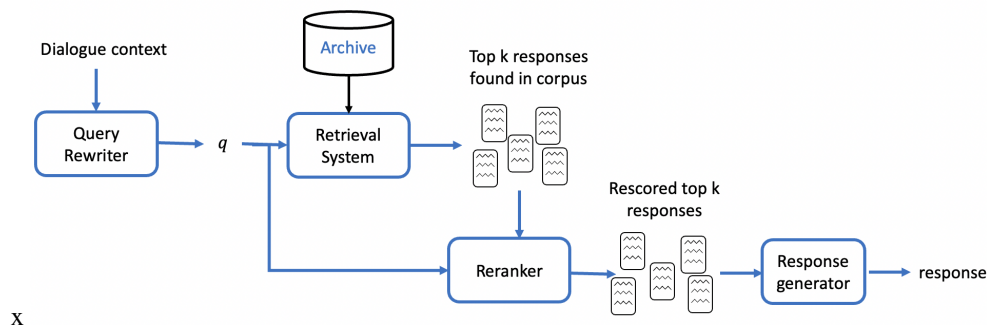 Dialogue context
Query
Rewriter
q
Archive
Retrieval
System
Top k responses
found in corpus
Reranker
Rescored top k
responses
Response
generator
response
x